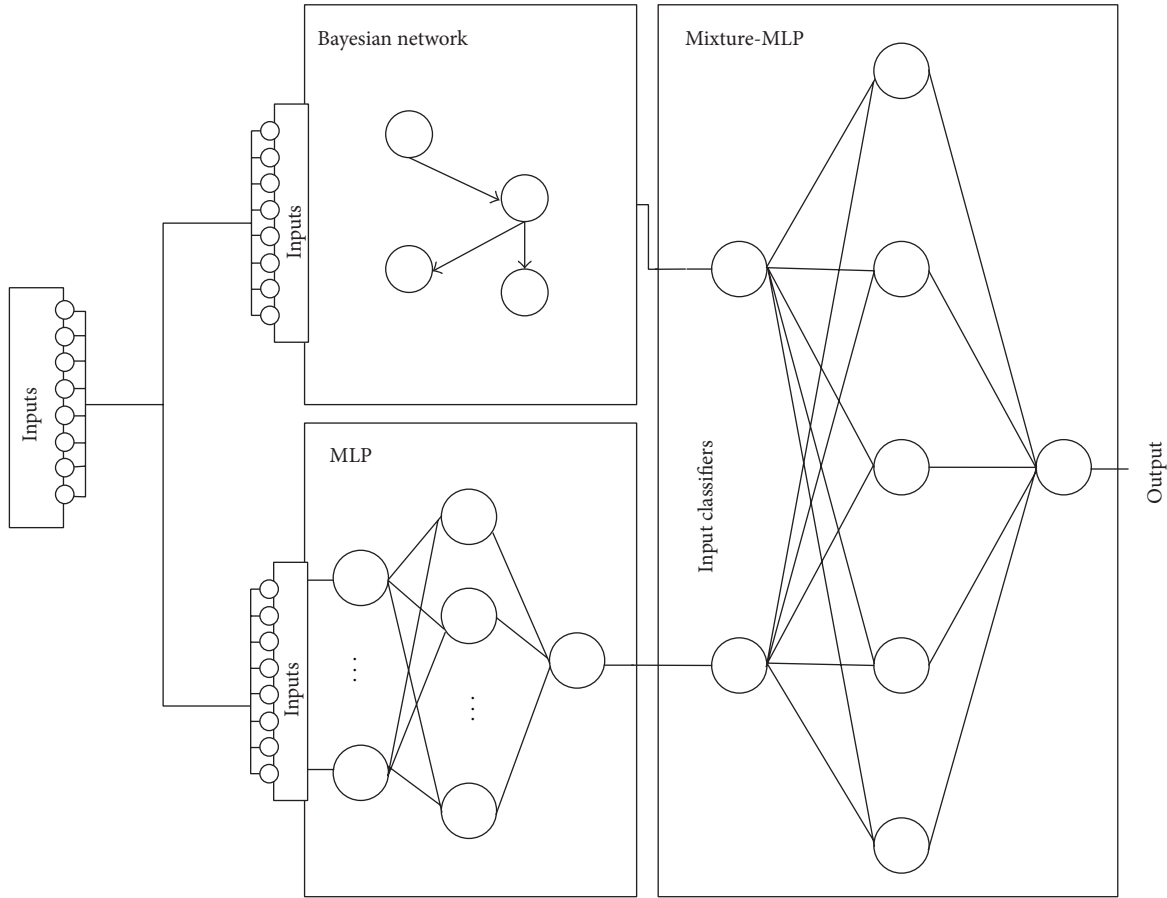 Bayesian network
Mixture-MLP
Inputs
Inputs
MLP
Input classifiers
Inputs
...
...
Output